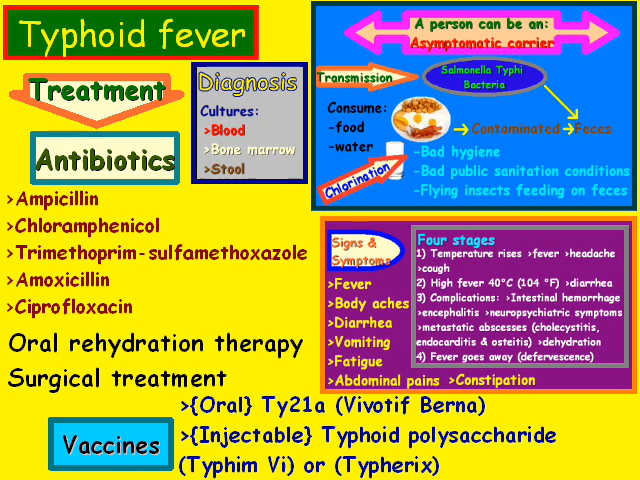 Typhoid fever
Treatment
Antibiotics
>Ampicillin
>Chloramphenicol
>Trimethoprim-sulfamethoxazole
>Amoxicillin
>Ciprofloxacin
Oral rehydration therapy
Surgical treatment
Diagnosis
Cultures:
>Blood
>Bone marrow
>Stool
A person can be an:
Asymptomatic carrier
Transmission
Salmonella Typhi
Bacteria
Consume:
-food
-water
Contaminated
Feces
Chlorination
-Bad hygiene
-Bad public sanitation conditions
-Flying insects feeding on feces
Signs &
Symptoms
>Fever
>Body aches
>Diarrhea
>Vomiting
>Fatigue
>Abdominal pains >Constipation
Four stages
1) Temperature rises >fever >headache
>cough
2) High fever 40°C (104 °F) >diarrhea
3) Complications: >Intestinal hemorrhage
>encephalitis >neuropsychiatric symptoms
>metastatic abscesses (cholecystitis,
endocarditis & osteitis) >dehydration
4) Fever goes away (defervescence)
Vaccines
>{Oral} Ty21a (Vivotif Berna)
>{Injectable} Typhoid polysaccharide
(Typhim Vi) or (Typherix)